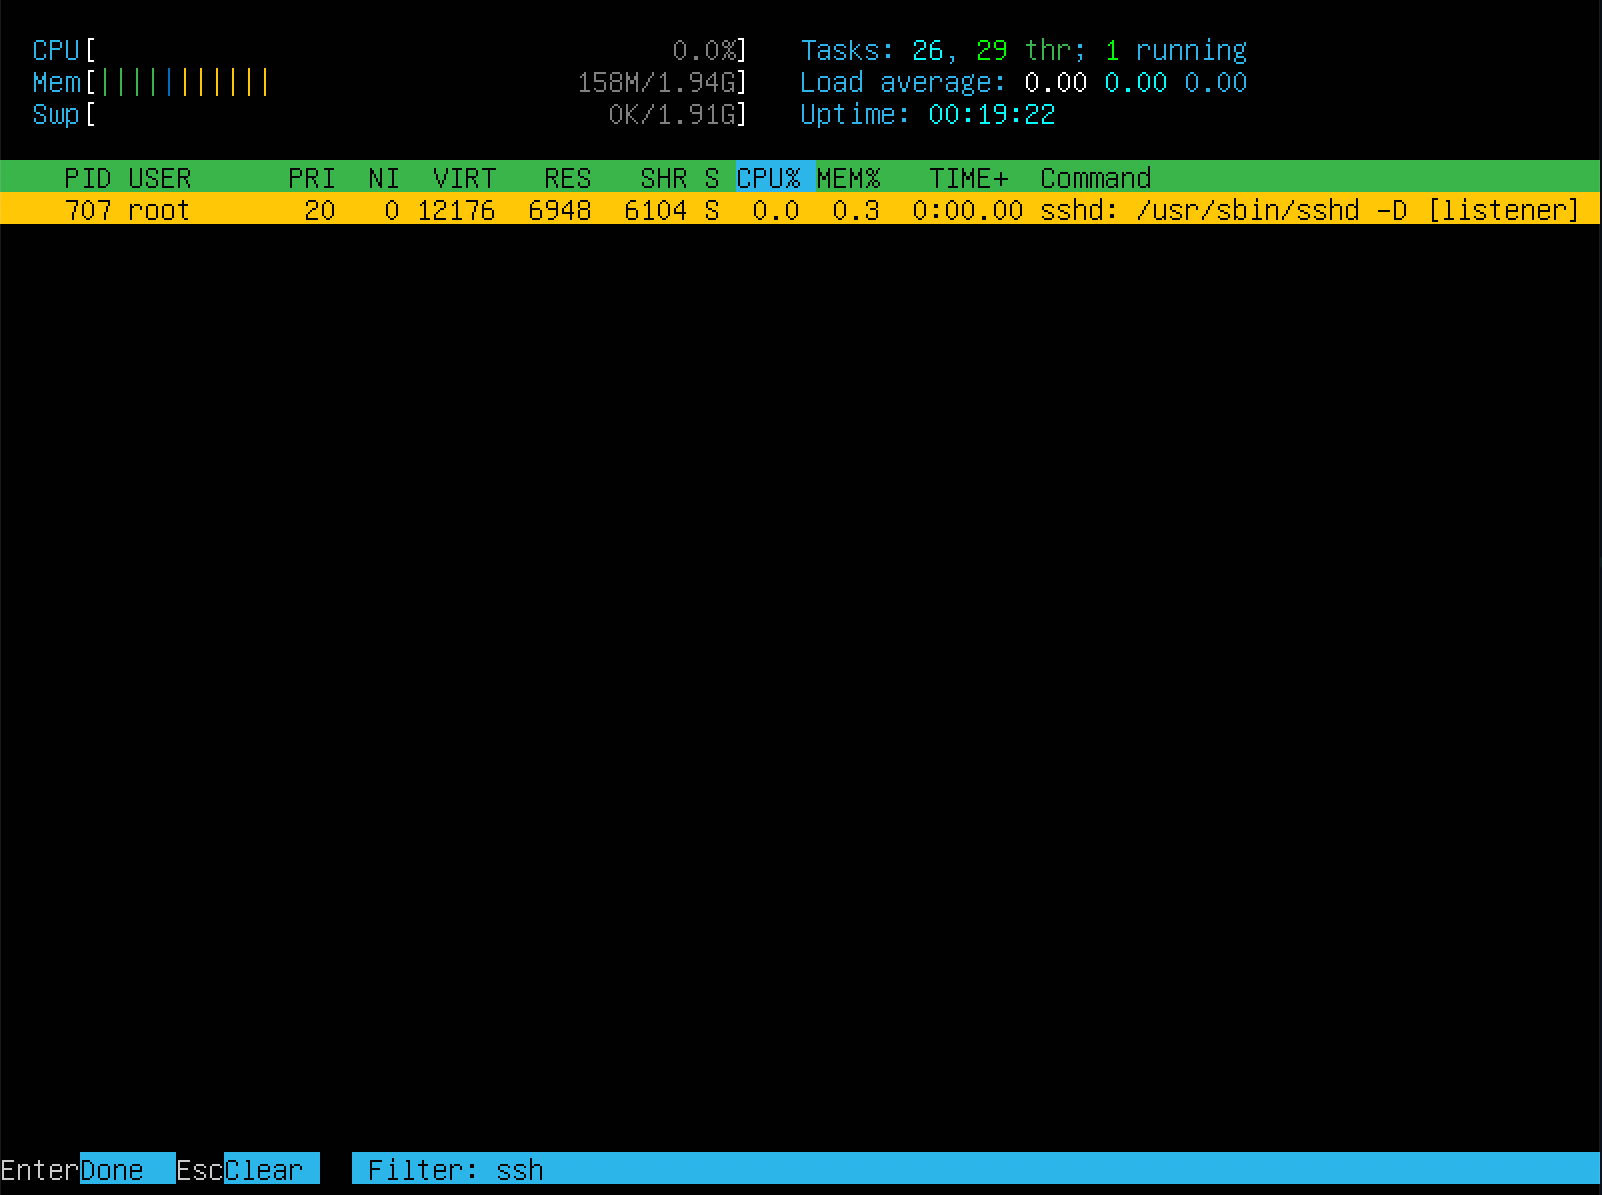 CPU[ 0.0%] Tasks: 26, 29 thr; 1 running
Mem[||||||||||| 158M/1.94G] Load average: 0.00 0.00 0.00
Swp[ 0K/1.91G] Uptime: 00:19:22
PID USER PRI NI VIRT RES SHR S CPU% MEM% TIME+ Command
707 root 20 0 12176 6948 6104 S 0.0 0.3 0:00.00 sshd: /usr/sbin/sshd -D [listener]
EnterDone EscClear Filter: ssh